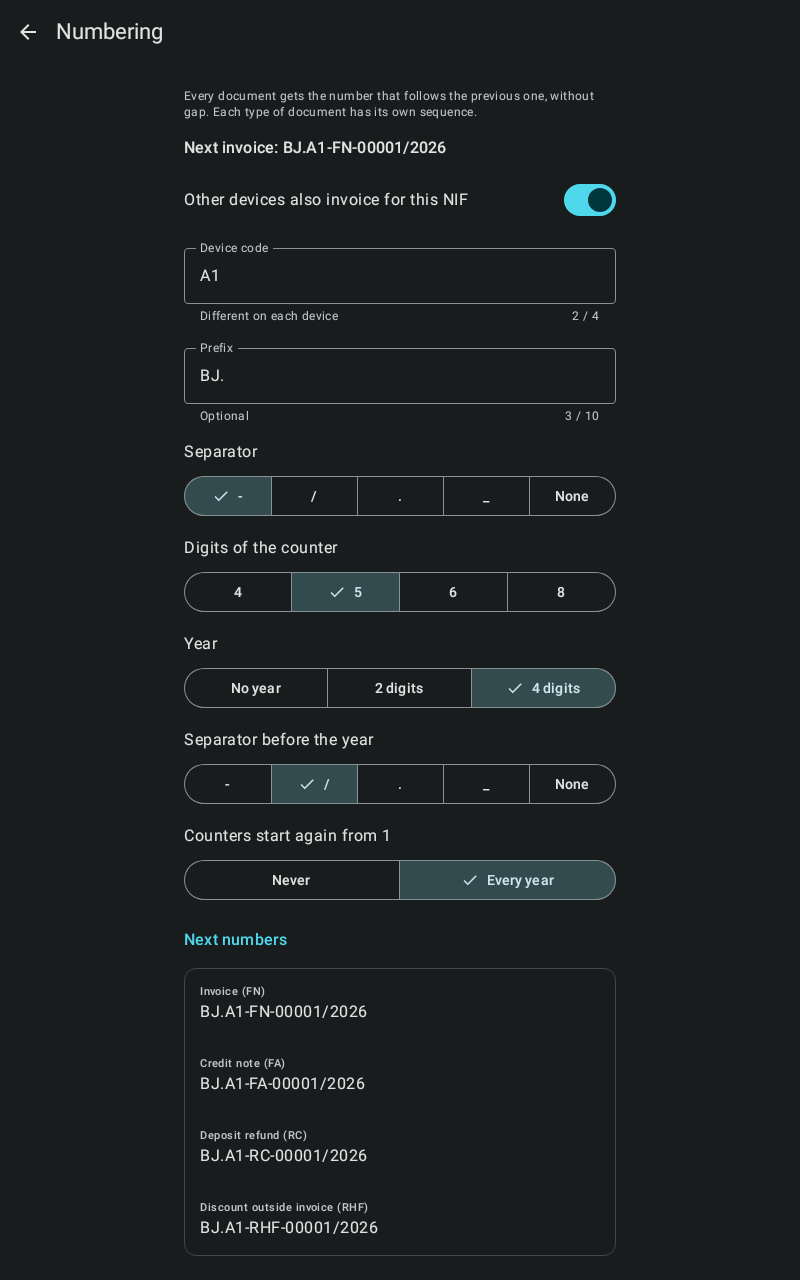 Numbering
Every document gets the number that follows the previous one, without
gap. Each type of document has its own sequence.
Next invoice: BJ.A1-FN-00001/2026
Other devices also invoice for this NIF
Device code
A1
Different on each device 2 / 4
Prefix
BJ.
Optional 3 / 10
Separator
- / . _ None
Digits of the counter
4 5 6 8
Year
No year 2 digits 4 digits
Separator before the year
- / . _ None
Counters start again from 1
Never Every year
Next numbers
Invoice (FN)
BJ.A1-FN-00001/2026
Credit note (FA)
BJ.A1-FA-00001/2026
Deposit refund (RC)
BJ.A1-RC-00001/2026
Discount outside invoice (RHF)
BJ.A1-RHF-00001/2026